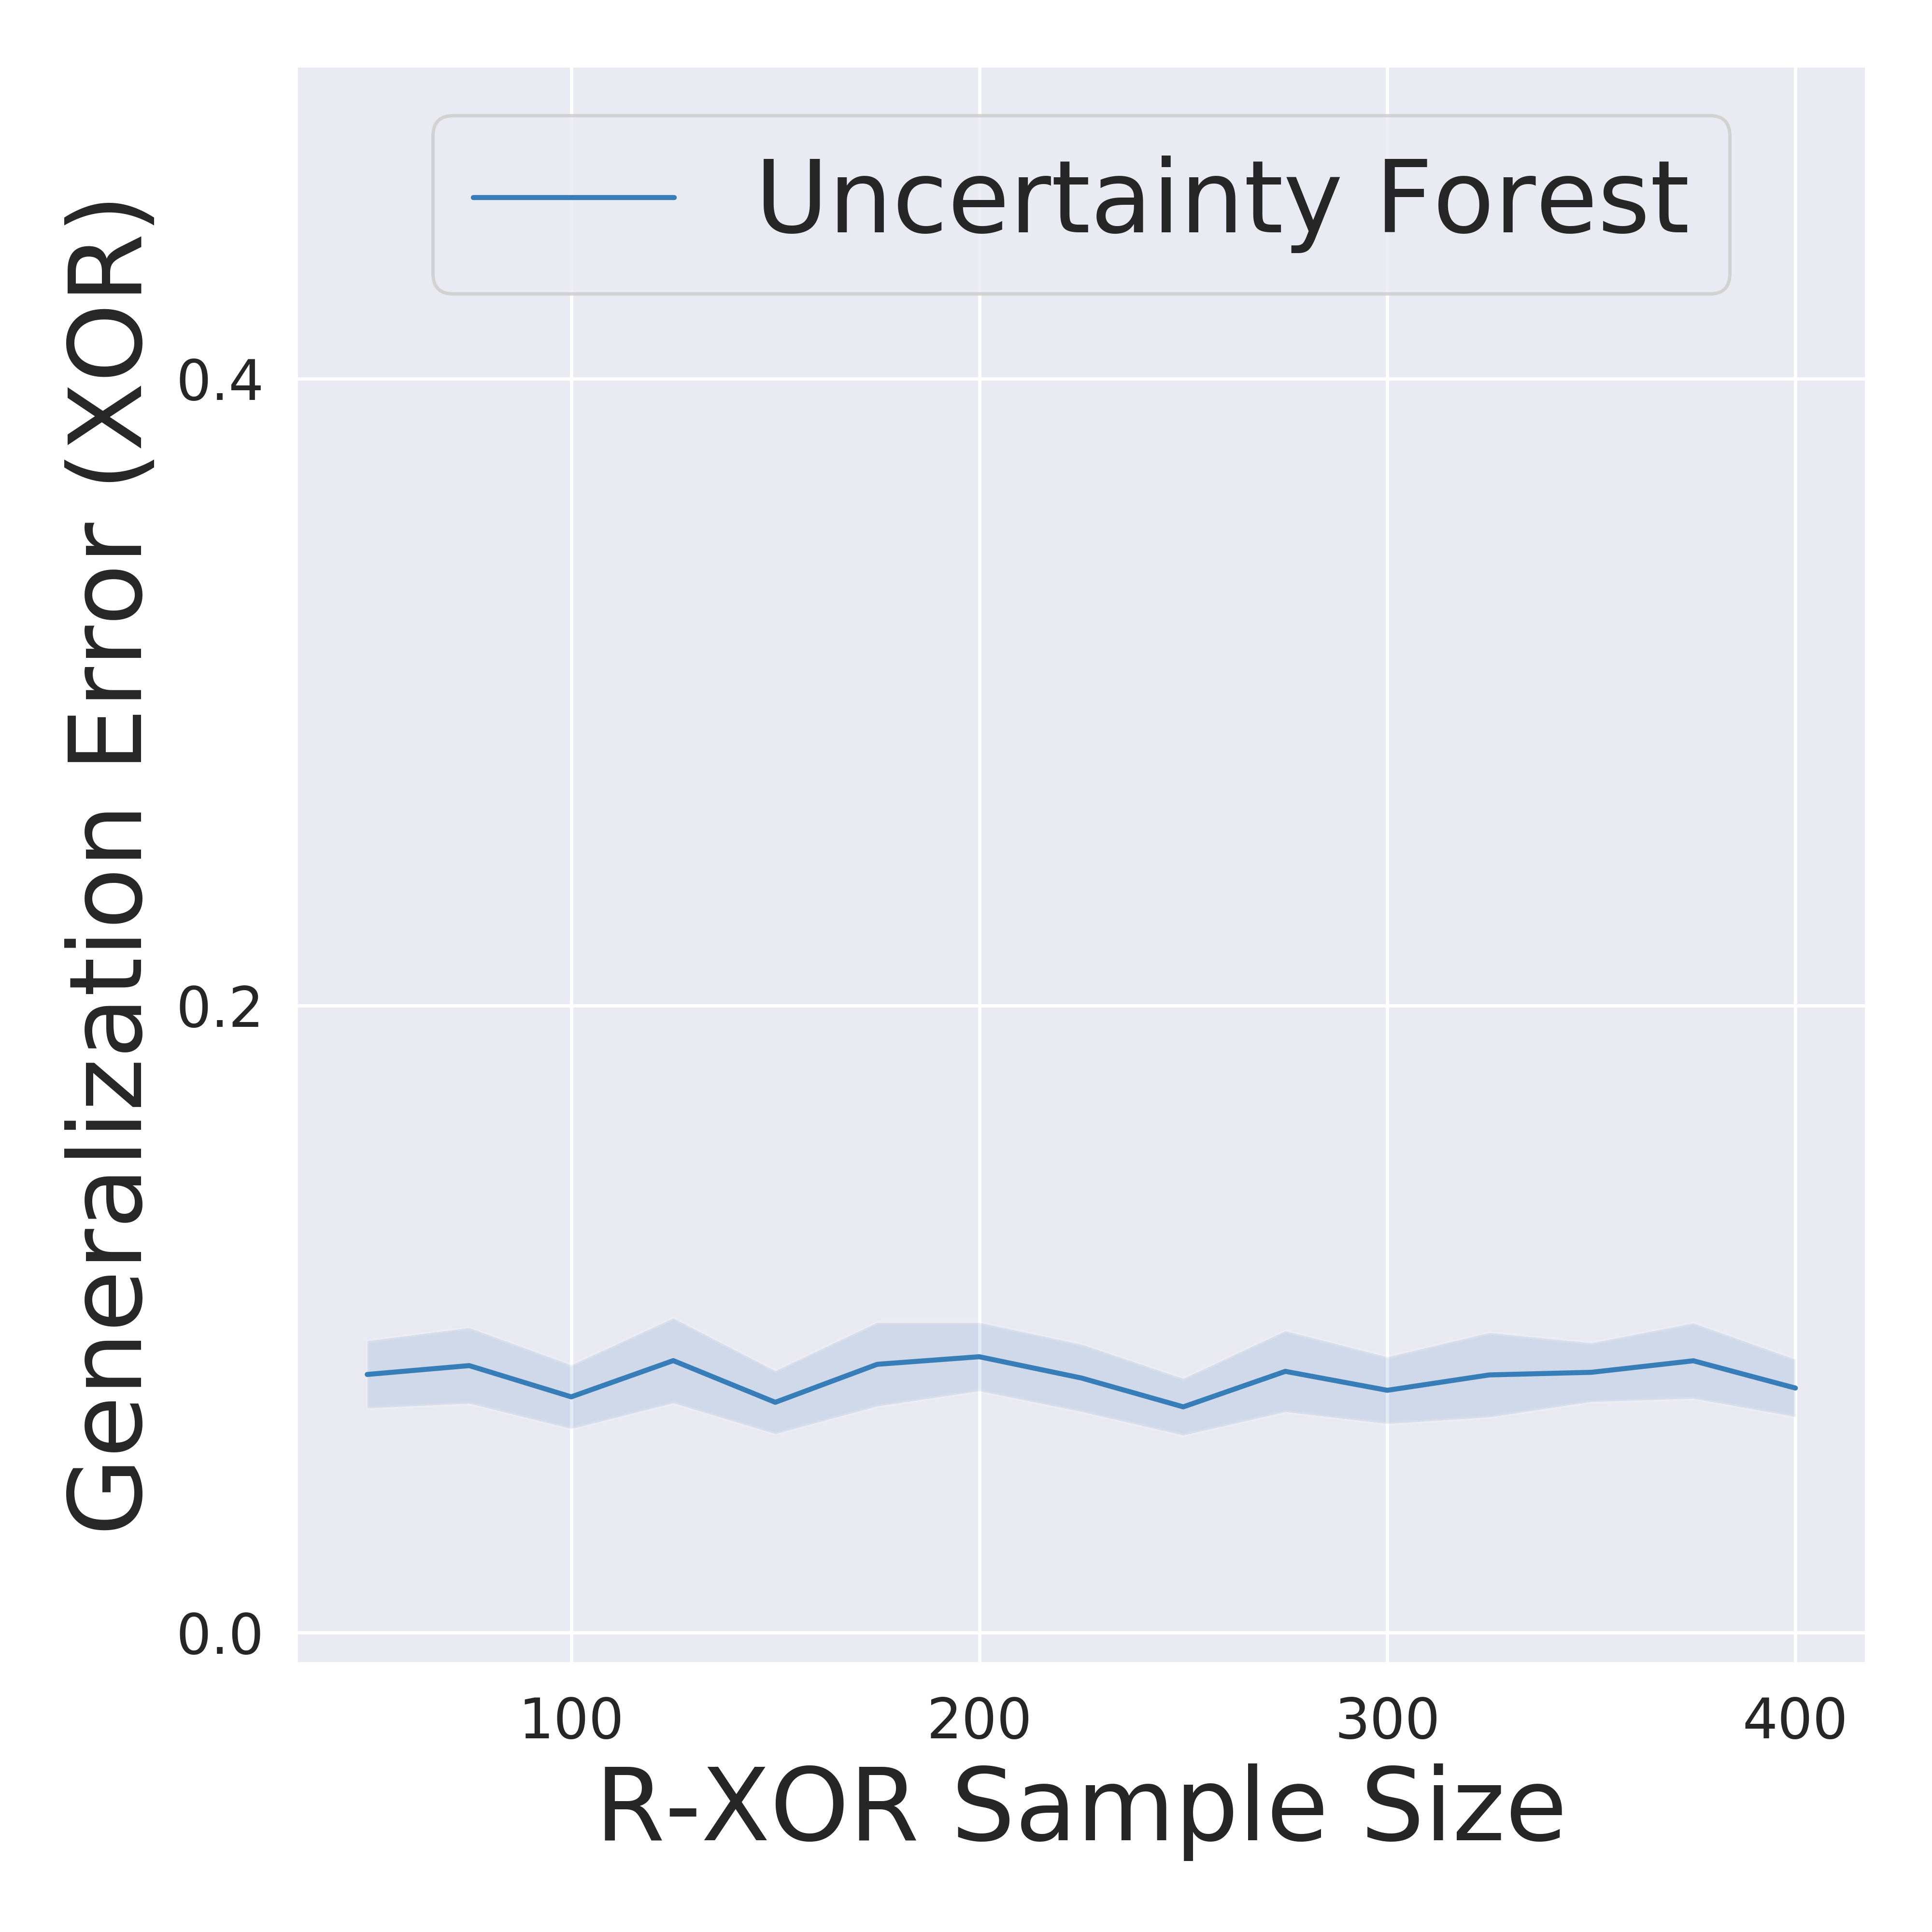 Uncertainty Forest
Generalization Error (XOR)
0.4
0.2
0.0
100 200 300 400
R-XOR Sample Size